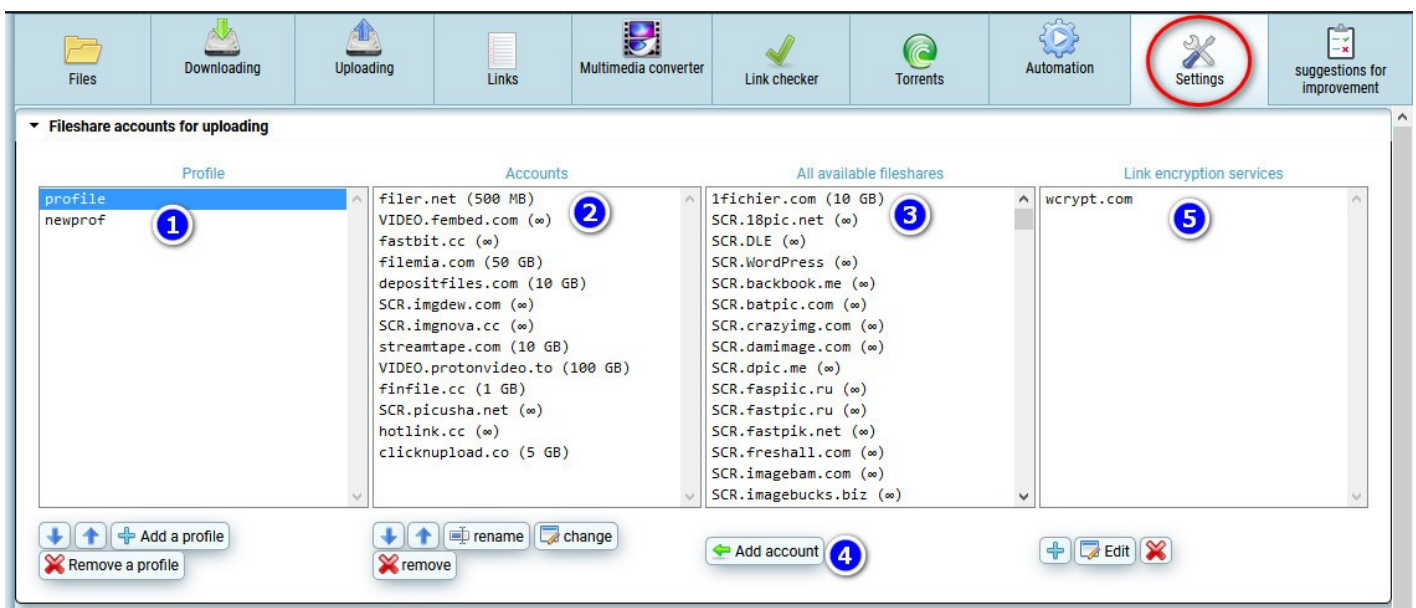 Files
Downloading
Uploading
Links
Multimedia converter
Link checker
Torrents
Automation
Settings
suggestions for
improvement
Fileshare accounts for uploading
Profile
Accounts
All available fileshares
Link encryption services
profile
newprof
1
filer.net (500 MB)
VIDEO.fembed.com (∞)
fastbit.cc (∞)
filemia.com (50 GB)
depositfiles.com (10 GB)
SCR.imgdew.com (∞)
SCR.imgnova.cc (∞)
streamtape.com (10 GB)
VIDEO.protonvideo.to (100 GB)
finfile.cc (1 GB)
SCR.picusha.net (∞)
hotlink.cc (∞)
clicknupload.co (5 GB)
2
1fichier.com (10 GB)
SCR.18pic.net (∞)
SCR.DLE (∞)
SCR.WordPress (∞)
SCR.backbook.me (∞)
SCR.batpic.com (∞)
SCR.crazyimg.com (∞)
SCR.damimage.com (∞)
SCR.dpic.me (∞)
SCR.faspiic.ru (∞)
SCR.fastpic.ru (∞)
SCR.fastpik.net (∞)
SCR.freshall.com (∞)
SCR.imagebam.com (∞)
SCR.imagebucks.biz (∞)
3
wcrypt.com
5
Add a profile
Remove a profile
rename
change
remove
Add account
4
Edit